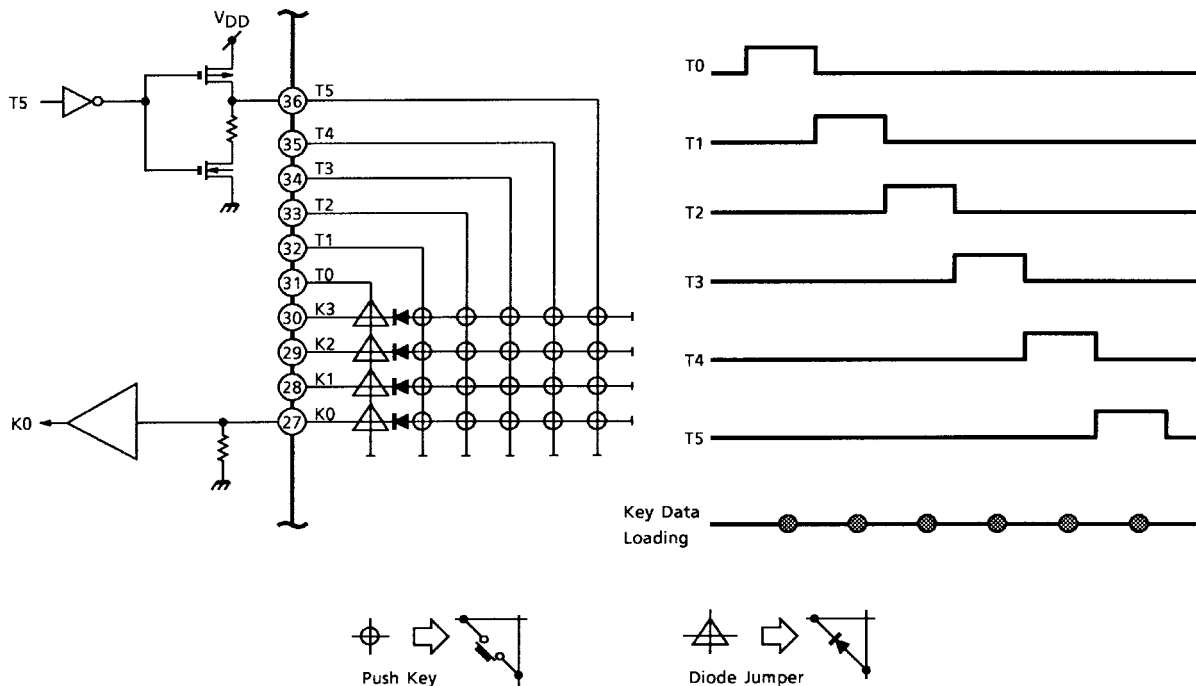 VDD
T5
36 T5
35 T4
34 T3
33 T2
32 T1
31 T0
30 K3
29 K2
28 K1
K0
27 K0
T0
T1
T2
T3
T4
T5
Key Data
Loading
Push Key
Diode Jumper